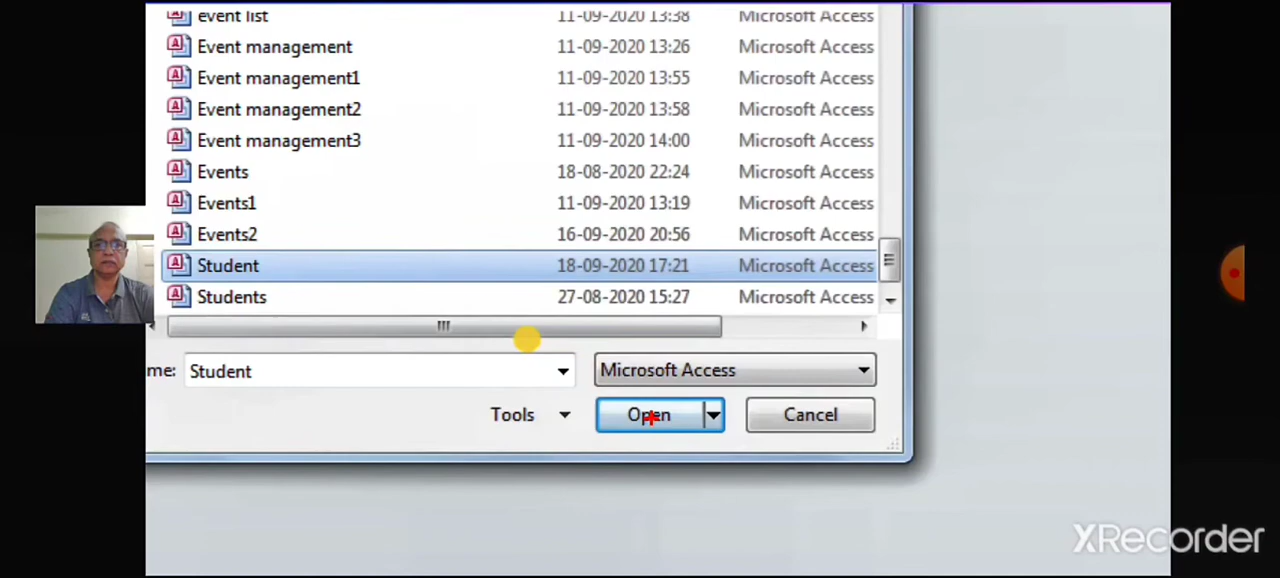 event list 11-09-2020 13:38 Microsoft Access
Event management 11-09-2020 13:26 Microsoft Access
Event management1 11-09-2020 13:55 Microsoft Access
Event management2 11-09-2020 13:58 Microsoft Access
Event management3 11-09-2020 14:00 Microsoft Access
Events 18-08-2020 22:24 Microsoft Access
Events1 11-09-2020 13:19 Microsoft Access
Events2 16-09-2020 20:56 Microsoft Access
Student 18-09-2020 17:21 Microsoft Access
Students 27-08-2020 15:27 Microsoft Access
me: Student Microsoft Access
Tools Open Cancel
XRecorder